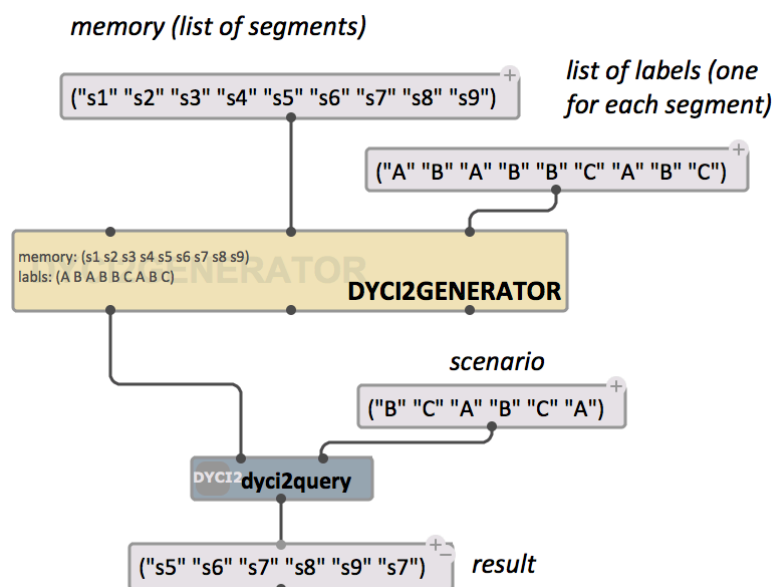 memory (list of segments)
("s1" "s2" "s3" "s4" "s5" "s6" "s7" "s8" "s9")
list of labels (one
for each segment)
("A" "B" "A" "B" "B" "C" "A" "B" "C")
memory: (s1 s2 s3 s4 s5 s6 s7 s8 s9)
DYCI2GENERATOR
labls: (A B A B B C A B C)
DYCI2GENERATOR
scenario
("B" "C" "A" "B" "C" "A")
DYCI2
dyci2query
("s5" "s6" "s7" "s8" "s9" "s7")
result